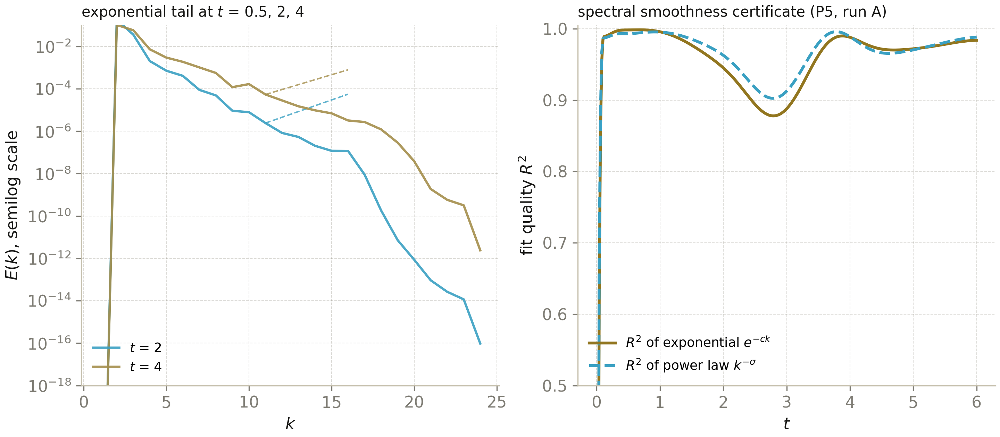 exponential tail at t = 0.5, 2, 4
E(k), semilog scale
10⁻²
10⁻⁴
10⁻⁶
10⁻⁸
10⁻¹⁰
10⁻¹²
10⁻¹⁴
10⁻¹⁶
10⁻¹⁸
t = 2
t = 4
0 5 10 15 20 25
k
spectral smoothness certificate (P5, run A)
fit quality R²
1.0
0.9
0.8
0.7
0.6
0.5
R² of exponential e⁻ᶜᵏ
R² of power law k^{−σ}
0 1 2 3 4 5 6
t